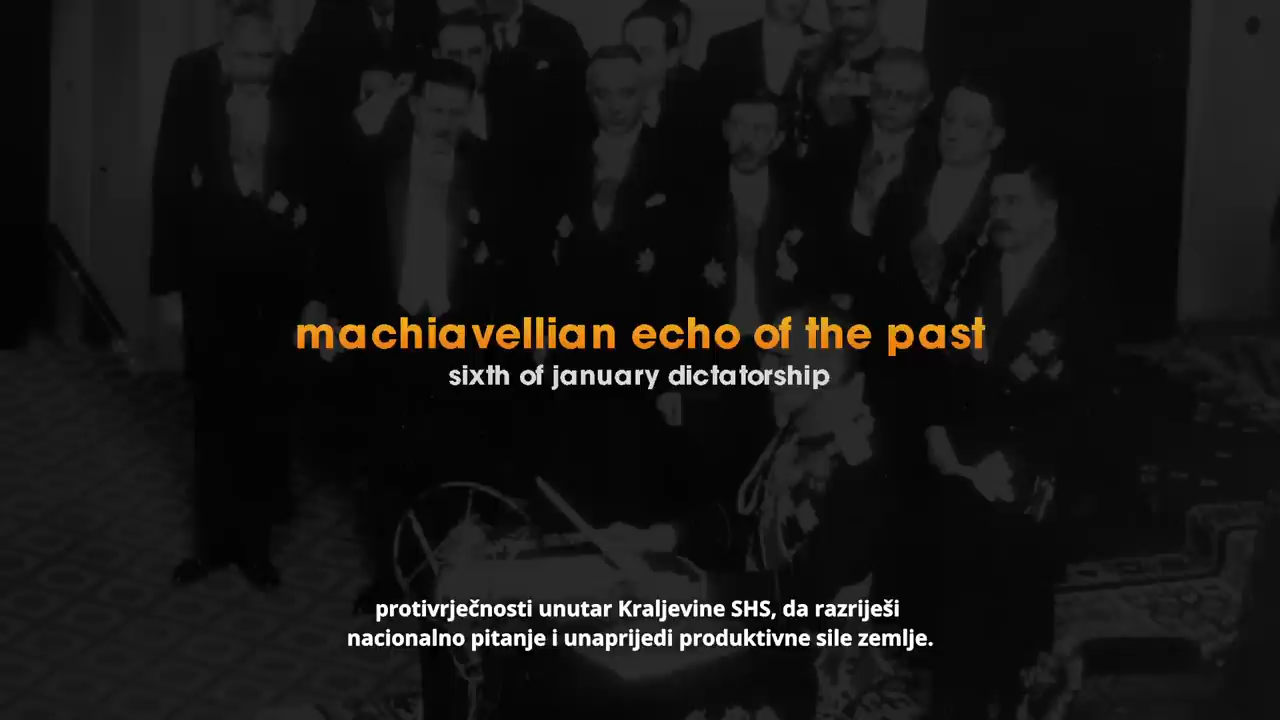 machiavellian echo of the past
sixth of january dictatorship
protivrječnosti unutar Kraljevine SHS, da razriješi
nacionalno pitanje i unaprijedi produktivne sile zemlje.